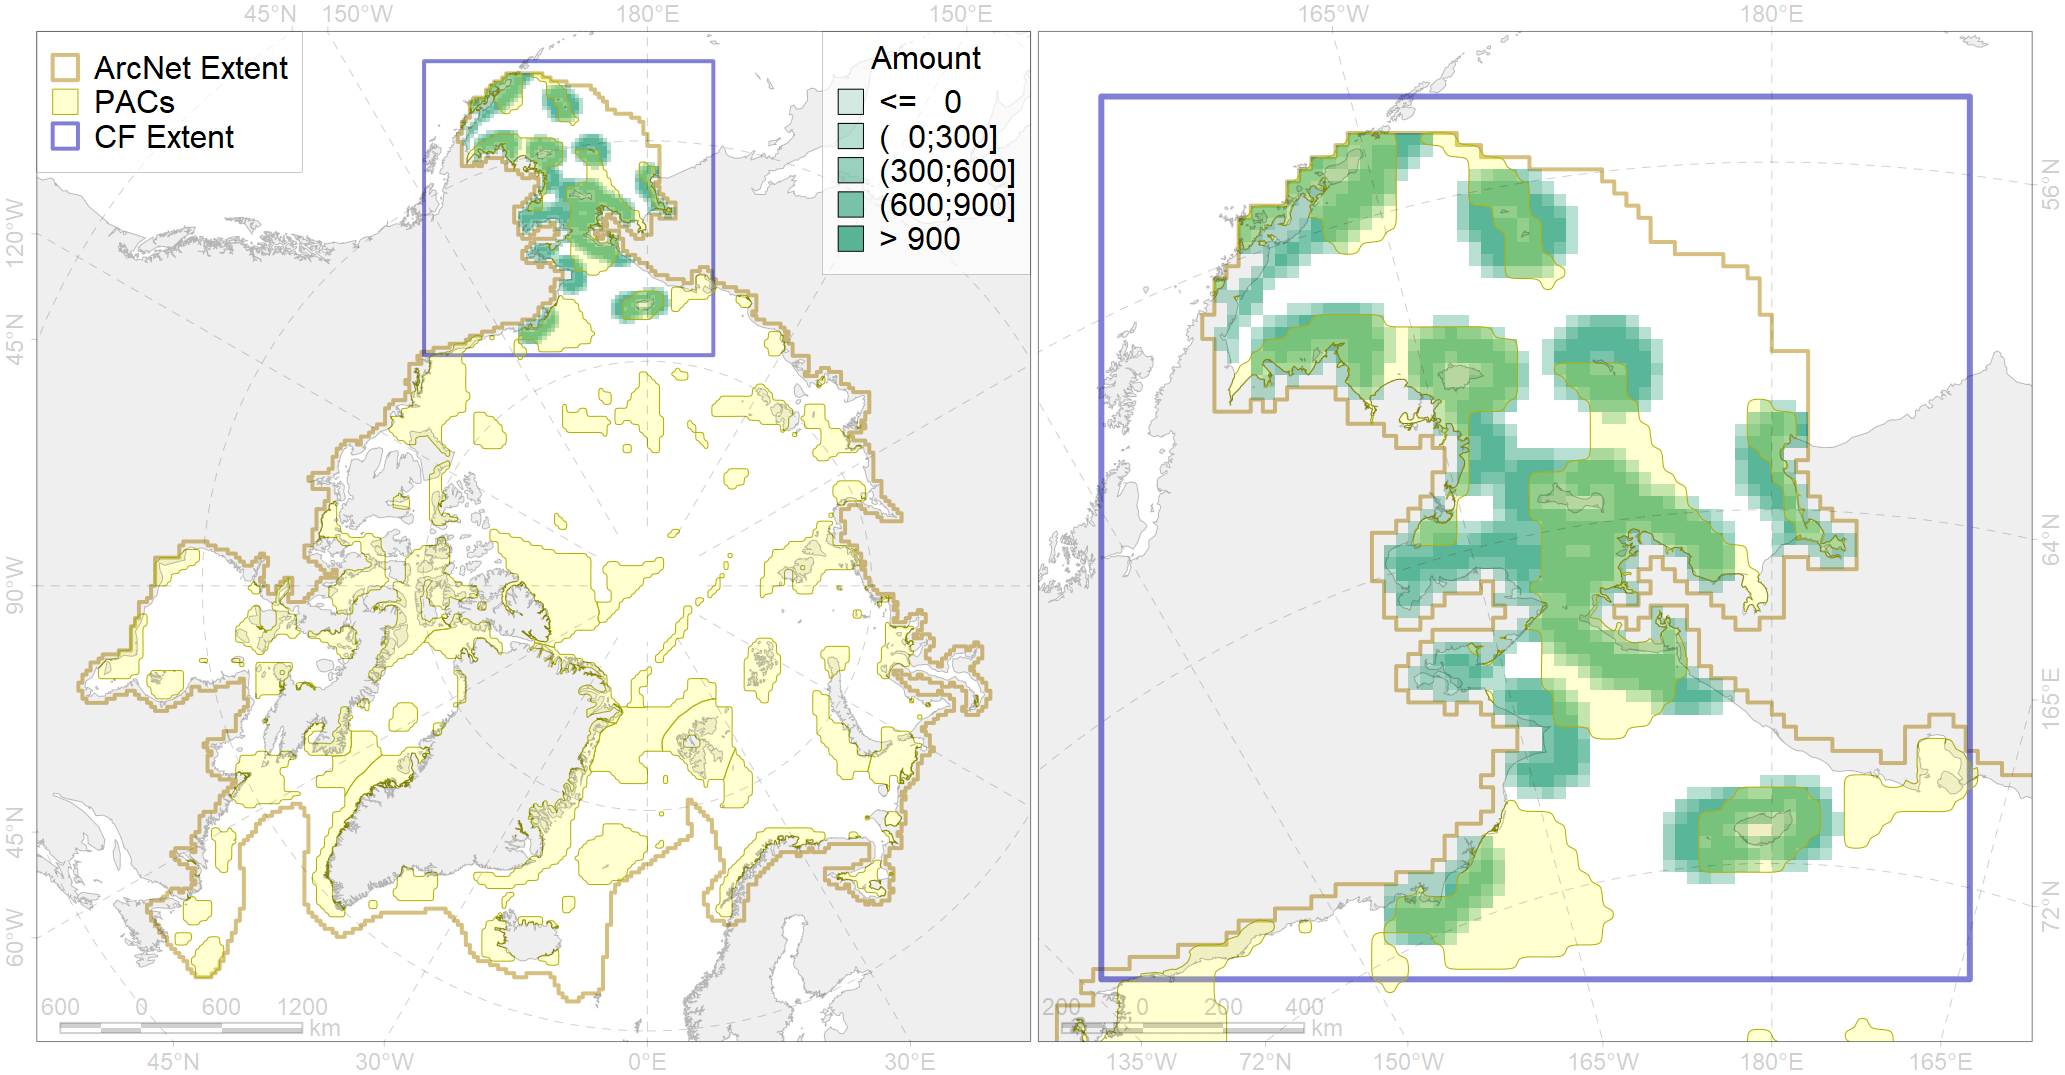 45°N 150°W 180°E 150°E
165°W 180°E
ArcNet Extent
PACs
CF Extent
Amount
<= 0
( 0;300]
(300;600]
(600;900]
> 900
120°W
45°N
90°W
45°N
60°W
56°N
64°N
165°E
72°N
600 0 600 1200
km
200 0 200 400
km
45°N 30°W 0°E 30°E
135°W 72°N 150°W 165°W 180°E 165°E